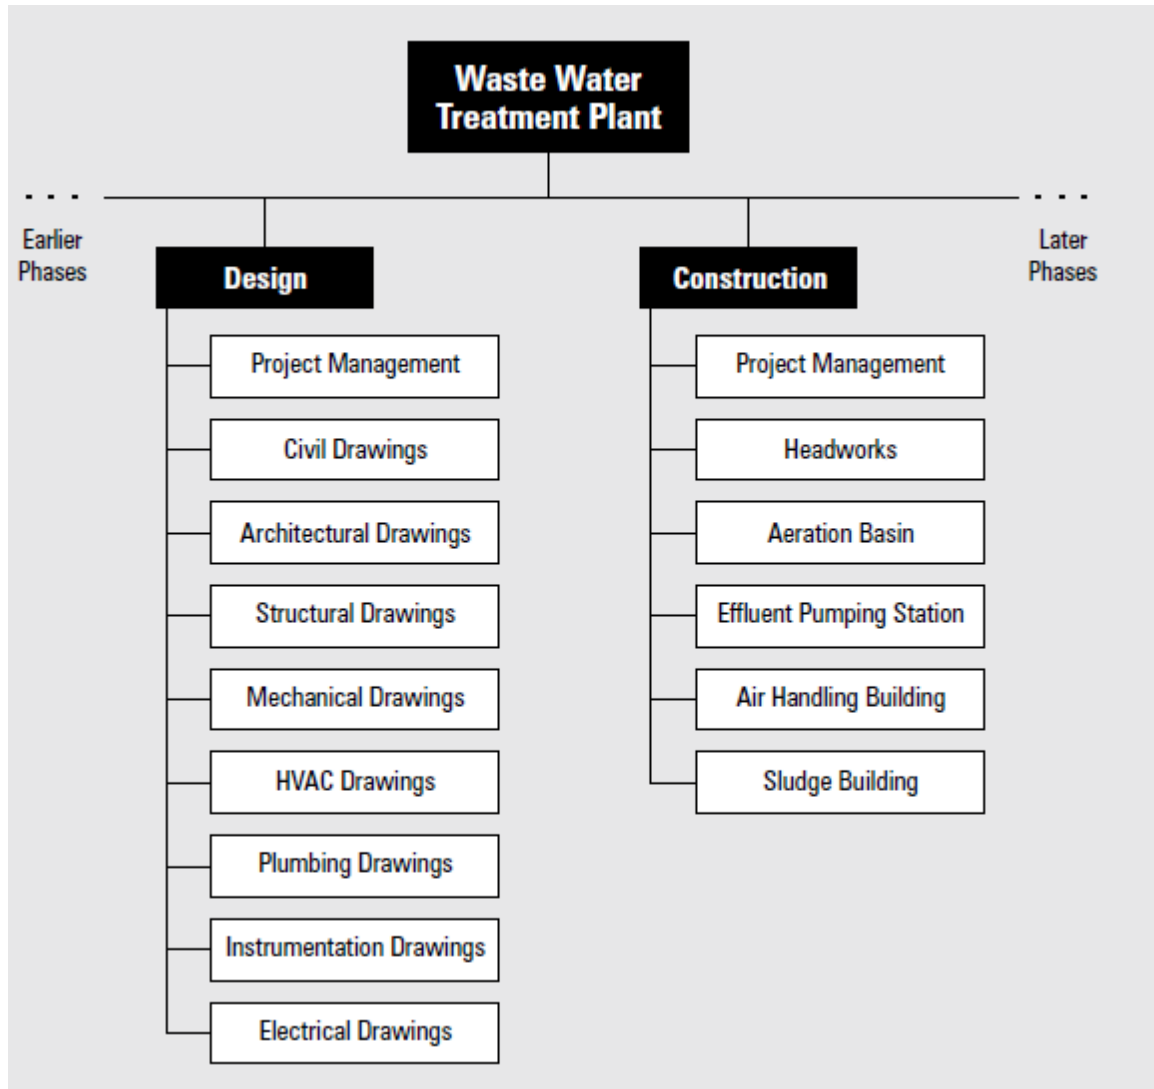 Waste Water
Treatment Plant
. . .
. . .
Earlier
Phases
Later
Phases
Design
Construction
Project Management
Civil Drawings
Architectural Drawings
Structural Drawings
Mechanical Drawings
HVAC Drawings
Plumbing Drawings
Instrumentation Drawings
Electrical Drawings
Project Management
Headworks
Aeration Basin
Effluent Pumping Station
Air Handling Building
Sludge Building